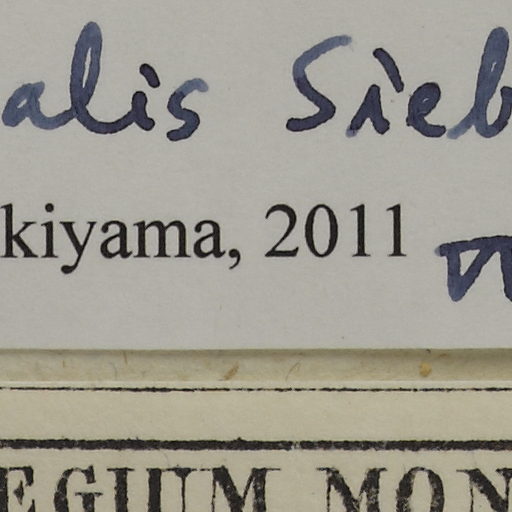 alis Sieb
kiyama, 2011
EGIUM MON